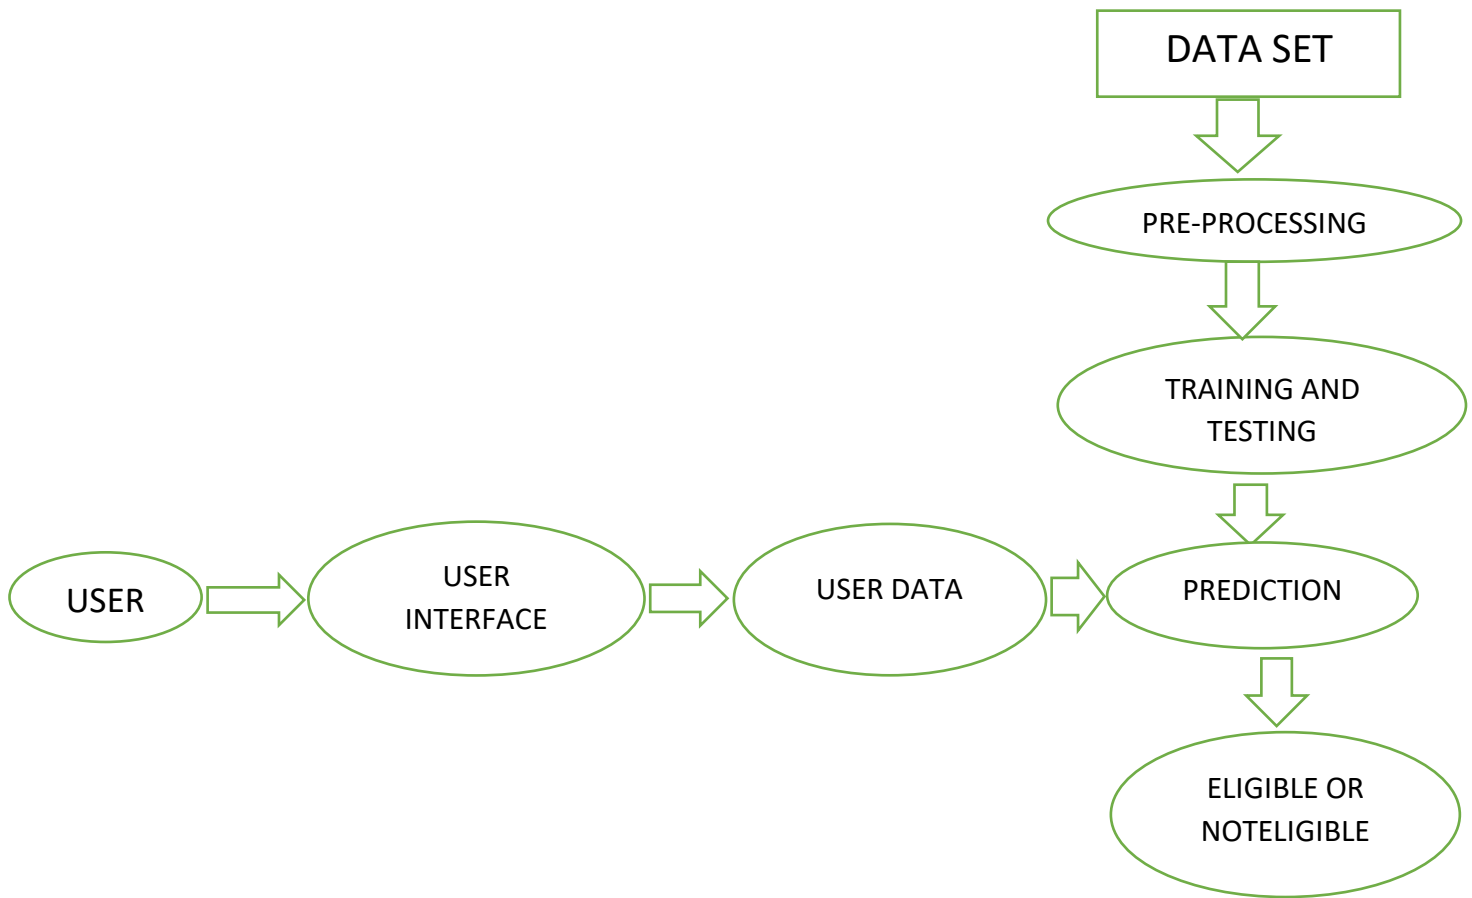 DATA SET
PRE-PROCESSING
TRAINING AND
TESTING
USER
USER
INTERFACE
USER DATA
PREDICTION
ELIGIBLE OR
NOTELIGIBLE